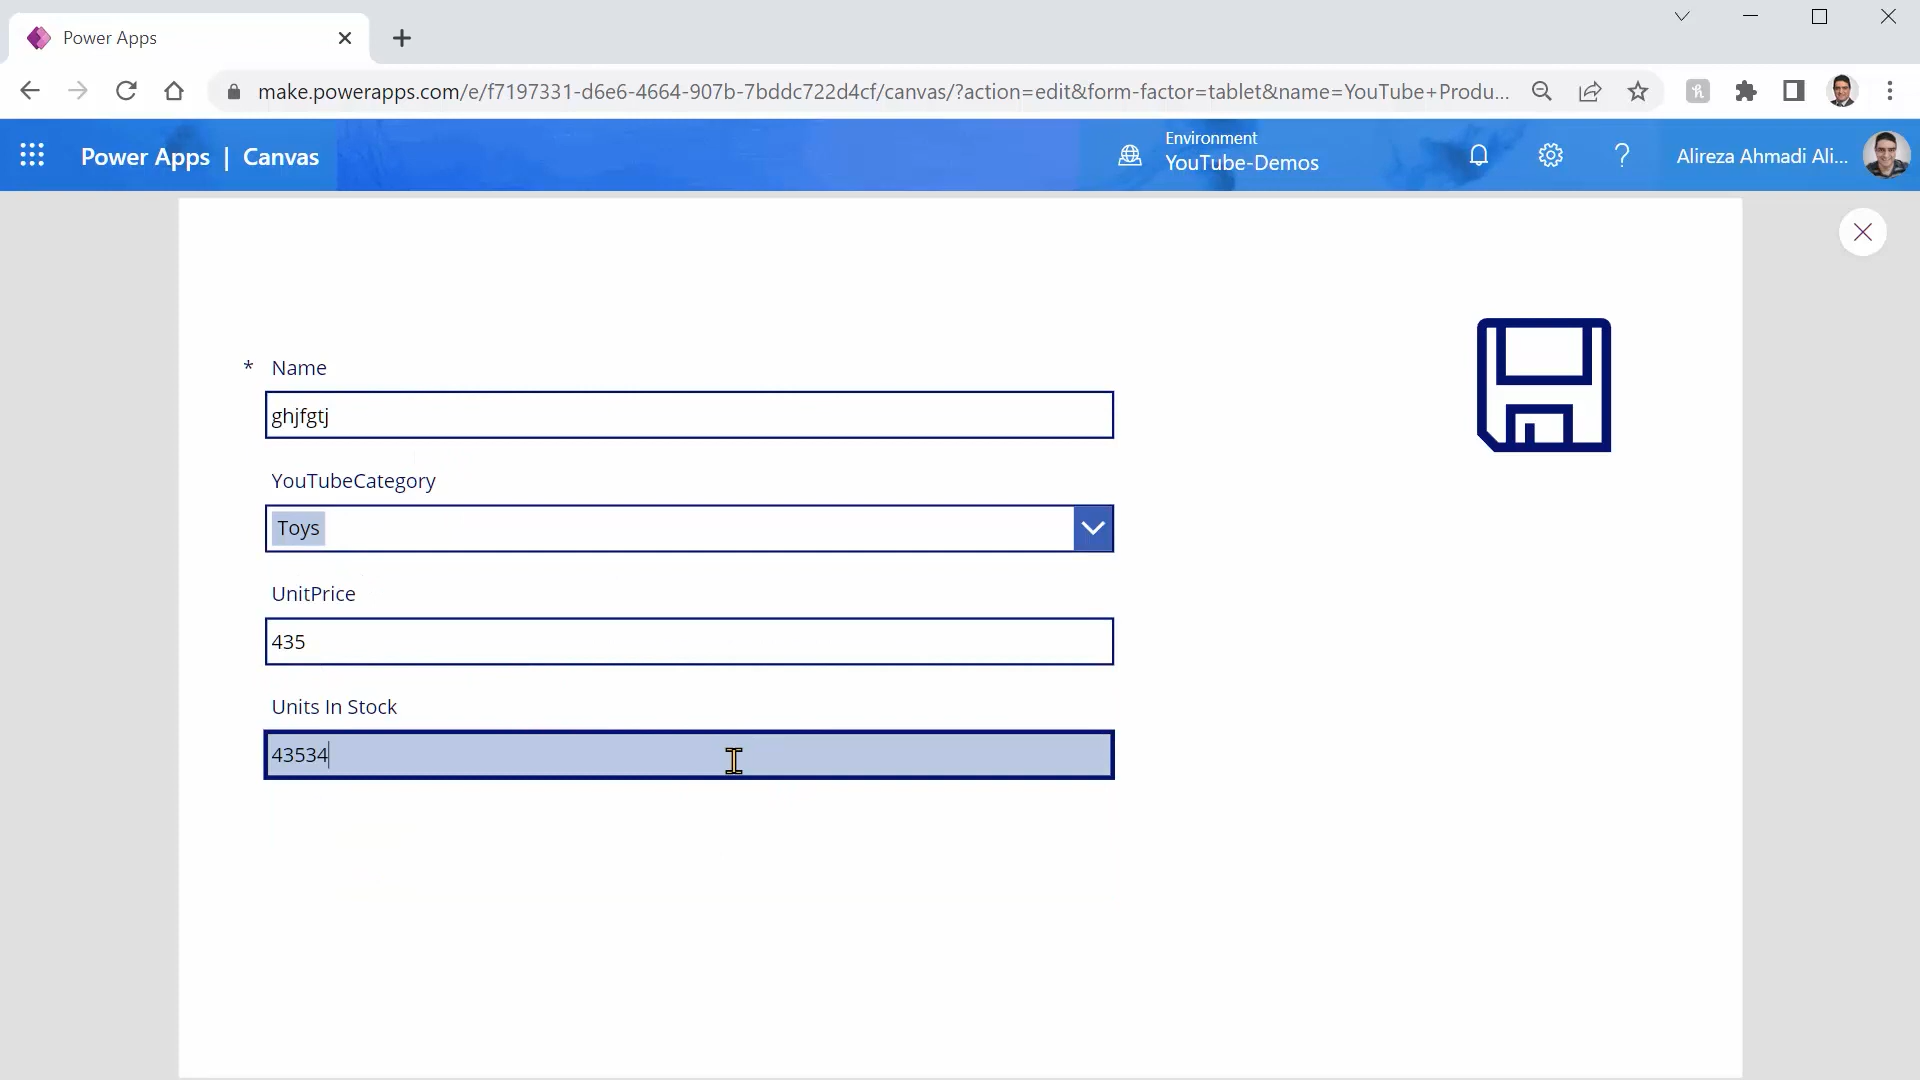 Power Apps
make.powerapps.com/e/f7197331-d6e6-4664-907b-7bddc722d4cf/canvas/?action=edit&form-factor=tablet&name=YouTube+Produ...
Power Apps | Canvas
Environment
YouTube-Demos
Alireza Ahmadi Ali...
* Name
ghjfgtj
YouTubeCategory
Toys
UnitPrice
435
Units In Stock
43534